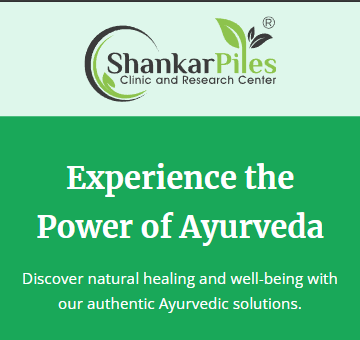 ShankarPiles®
Clinic and Research Center
Experience the
Power of Ayurveda
Discover natural healing and well-being with
our authentic Ayurvedic solutions.